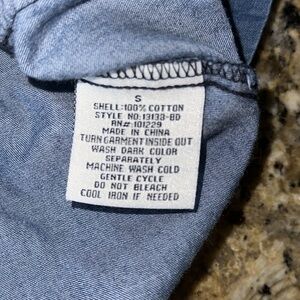 S
SHELL:100% COTTON
STYLE NO:13133-BD
RN#:101229
MADE IN CHINA
TURN GARMENT INSIDE OUT
WASH DARK COLOR
SEPARATELY
MACHINE WASH COLD
GENTLE CYCLE
DO NOT BLEACH
COOL IRON IF NEEDED